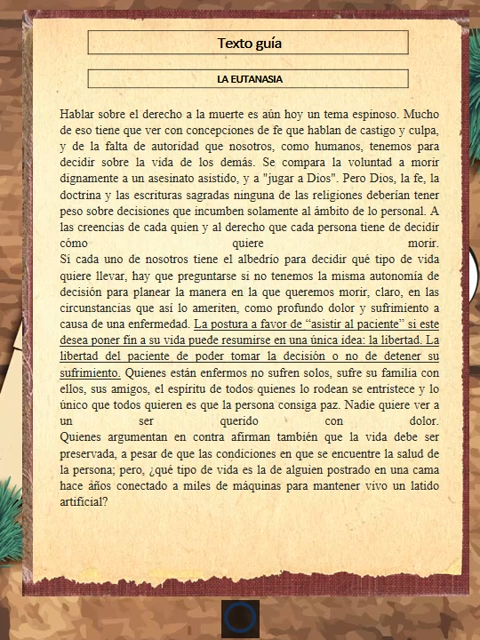 Texto guía
LA EUTANASIA
Hablar sobre el derecho a la muerte es aún hoy un tema espinoso. Mucho
de eso tiene que ver con concepciones de fe que hablan de castigo y culpa,
y de la falta de autoridad que nosotros, como humanos, tenemos para
decidir sobre la vida de los demás. Se compara la voluntad a morir
dignamente a un asesinato asistido, y a "jugar a Dios". Pero Dios, la fe, la
doctrina y las escrituras sagradas ninguna de las religiones deberían tener
peso sobre decisiones que incumben solamente al ámbito de lo personal. A
las creencias de cada quien y al derecho que cada persona tiene de decidir
cómo quiere morir.
Si cada uno de nosotros tiene el albedrío para decidir qué tipo de vida
quiere llevar, hay que preguntarse si no tenemos la misma autonomía de
decisión para planear la manera en la que queremos morir, claro, en las
circunstancias que así lo ameriten, como profundo dolor y sufrimiento a
causa de una enfermedad. La postura a favor de “asistir al paciente” si este
desea poner fin a su vida puede resumirse en una única idea: la libertad. La
libertad del paciente de poder tomar la decisión o no de detener su
sufrimiento. Quienes están enfermos no sufren solos, sufre su familia con
ellos, sus amigos, el espíritu de todos quienes lo rodean se entristece y lo
único que todos quieren es que la persona consiga paz. Nadie quiere ver a
un ser querido con dolor.
Quienes argumentan en contra afirman también que la vida debe ser
preservada, a pesar de que las condiciones en que se encuentre la salud de
la persona; pero, ¿qué tipo de vida es la de alguien postrado en una cama
hace áños conectado a miles de máquinas para mantener vivo un latido
artificial?